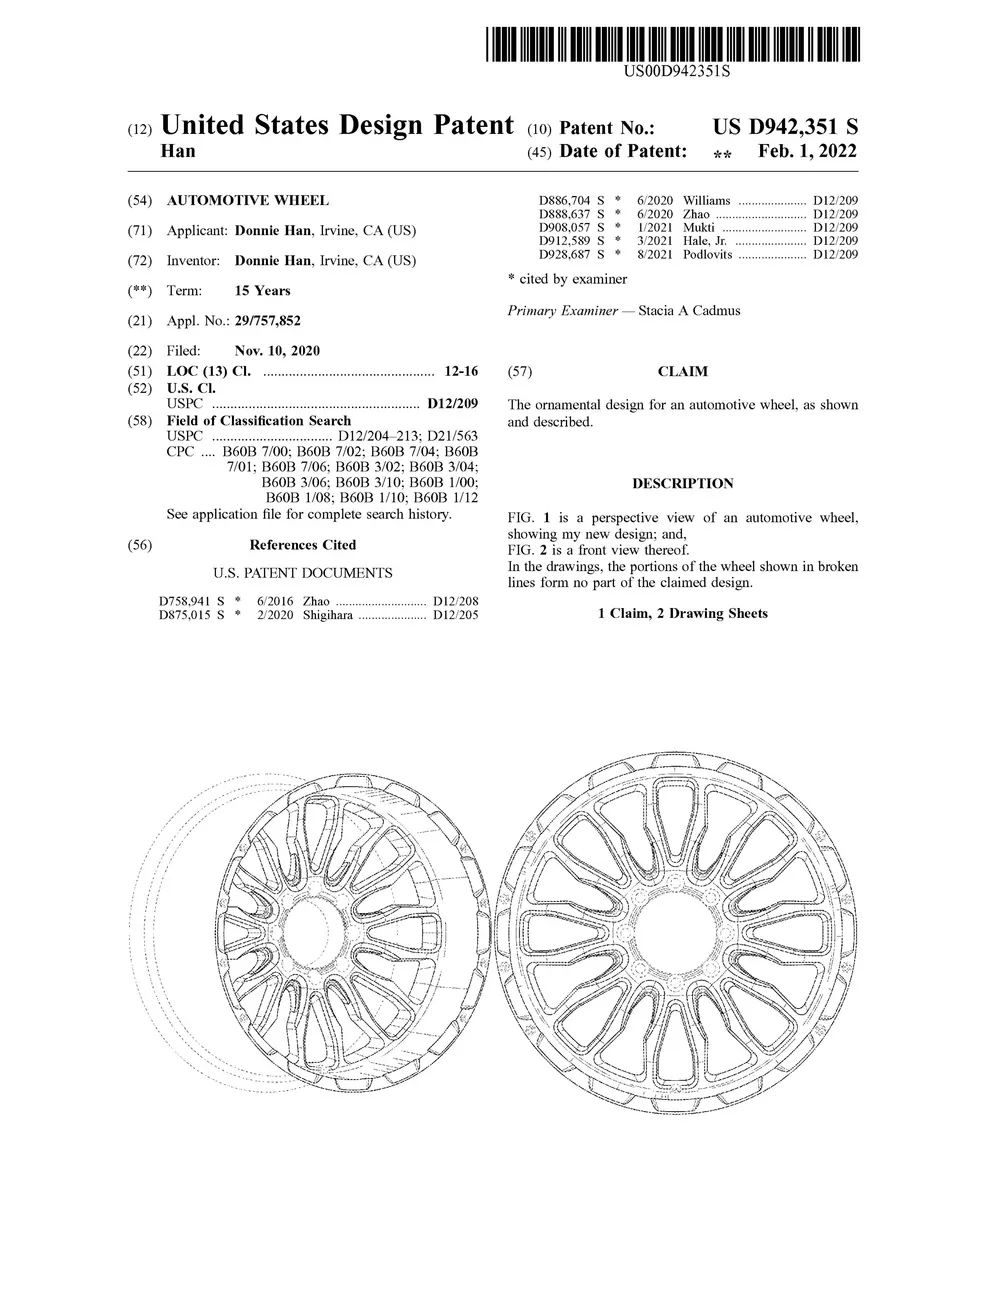 US00D942351S
(12) United States Design Patent
Han
(10) Patent No.: US D942,351 S
(45) Date of Patent: ** Feb. 1, 2022
(54) AUTOMOTIVE WHEEL
(71) Applicant: Donnie Han, Irvine, CA (US)
(72) Inventor: Donnie Han, Irvine, CA (US)
(**) Term: 15 Years
(21) Appl. No.: 29/757,852
(22) Filed: Nov. 10, 2020
(51) LOC (13) Cl. ................................................ 12-16
(52) U.S. Cl.
USPC ......................................................... D12/209
(58) Field of Classification Search
USPC ................................. D12/204–213; D21/563
CPC .... B60B 7/00; B60B 7/02; B60B 7/04; B60B
7/01; B60B 7/06; B60B 3/02; B60B 3/04;
B60B 3/06; B60B 3/10; B60B 1/00;
B60B 1/08; B60B 1/10; B60B 1/12
See application file for complete search history.
(56) References Cited
U.S. PATENT DOCUMENTS
D758,941 S * 6/2016 Zhao ............................ D12/208
D875,015 S * 2/2020 Shigihara ..................... D12/205
D886,704 S * 6/2020 Williams ..................... D12/209
D888,637 S * 6/2020 Zhao ............................ D12/209
D908,057 S * 1/2021 Mukti .......................... D12/209
D912,589 S * 3/2021 Hale, Jr. ...................... D12/209
D928,687 S * 8/2021 Podlovits ..................... D12/209
* cited by examiner
Primary Examiner — Stacia A Cadmus
(57) CLAIM
The ornamental design for an automotive wheel, as shown
and described.
DESCRIPTION
FIG. 1 is a perspective view of an automotive wheel,
showing my new design; and,
FIG. 2 is a front view thereof.
In the drawings, the portions of the wheel shown in broken
lines form no part of the claimed design.
1 Claim, 2 Drawing Sheets